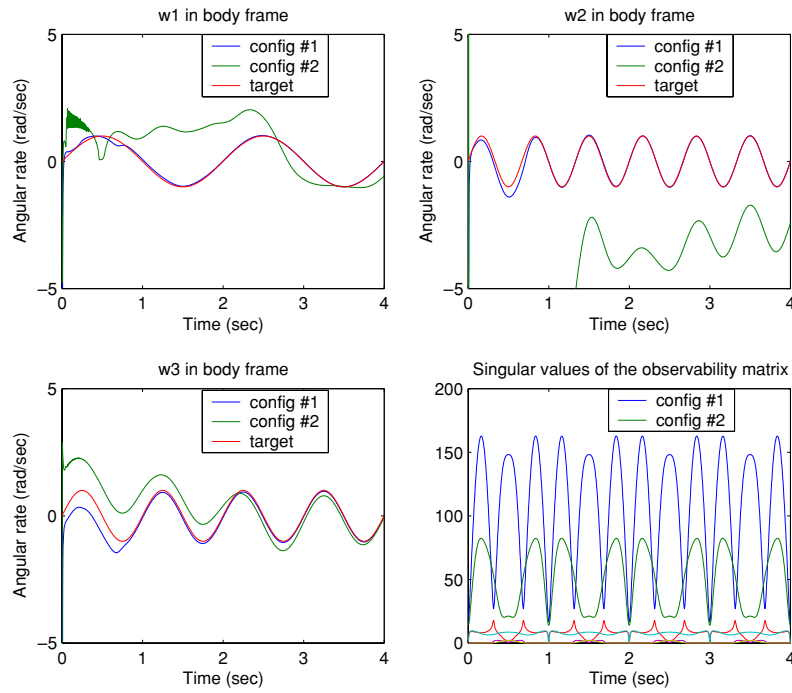 w1 in body frame
config #1
config #2
target
5
0
−5
Angular rate (rad/sec)
0 1 2 3 4
Time (sec)
w2 in body frame
config #1
config #2
target
5
0
−5
Angular rate (rad/sec)
0 1 2 3 4
Time (sec)
w3 in body frame
config #1
config #2
target
5
0
−5
Angular rate (rad/sec)
0 1 2 3 4
Time (sec)
Singular values of the observability matrix
config #1
config #2
200
150
100
50
0
0 1 2 3 4
Time (sec)